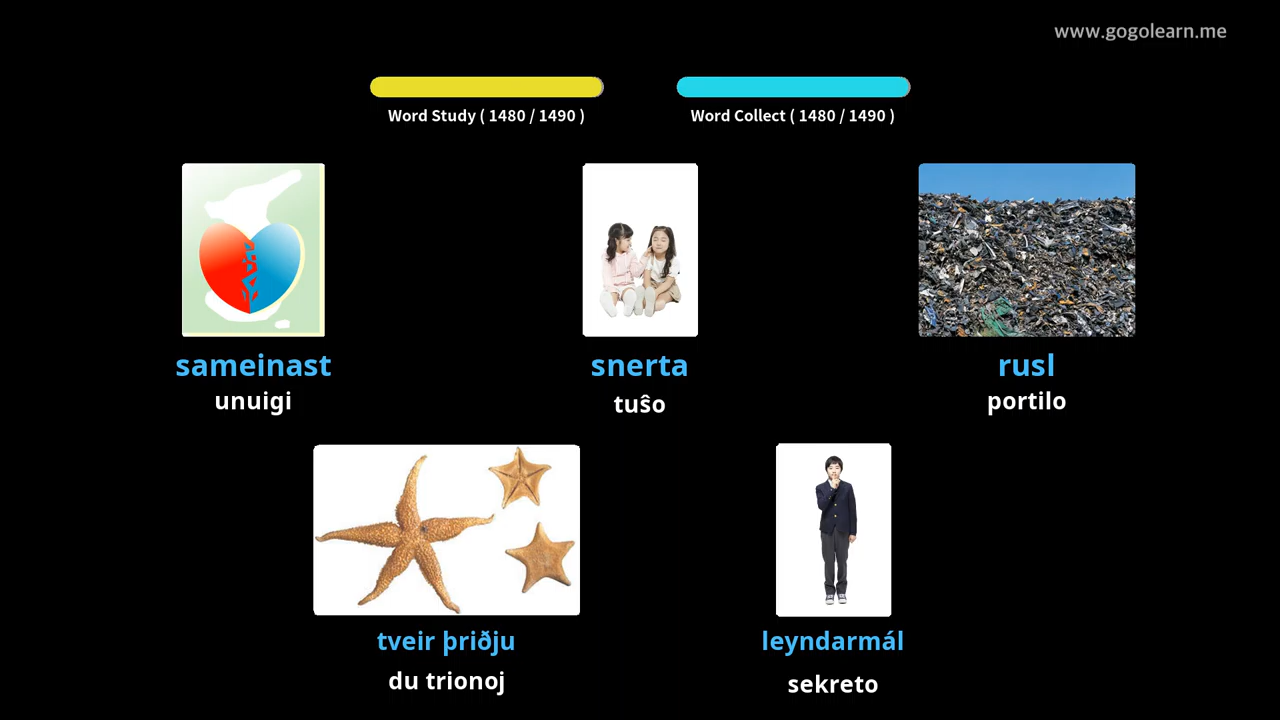 www.gogolearn.me
Word Study ( 1480 / 1490 )
Word Collect ( 1480 / 1490 )
sameinast
unuigi
snerta
tuŝo
rusl
portilo
tveir þriðju
du trionoj
leyndarmál
sekreto